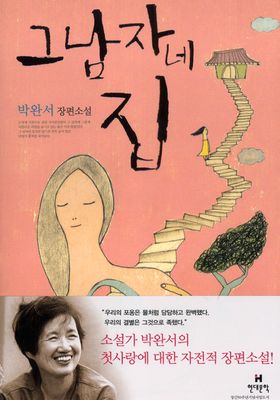 그 남자네
집
박완서 장편소설
"우리의 포옹은 물처럼 담담하고 완벽했다.
우리의 결별은 그것으로 족했다."
소설가 박완서의
첫사랑에 대한 자전적 장편소설!
H
현대문학